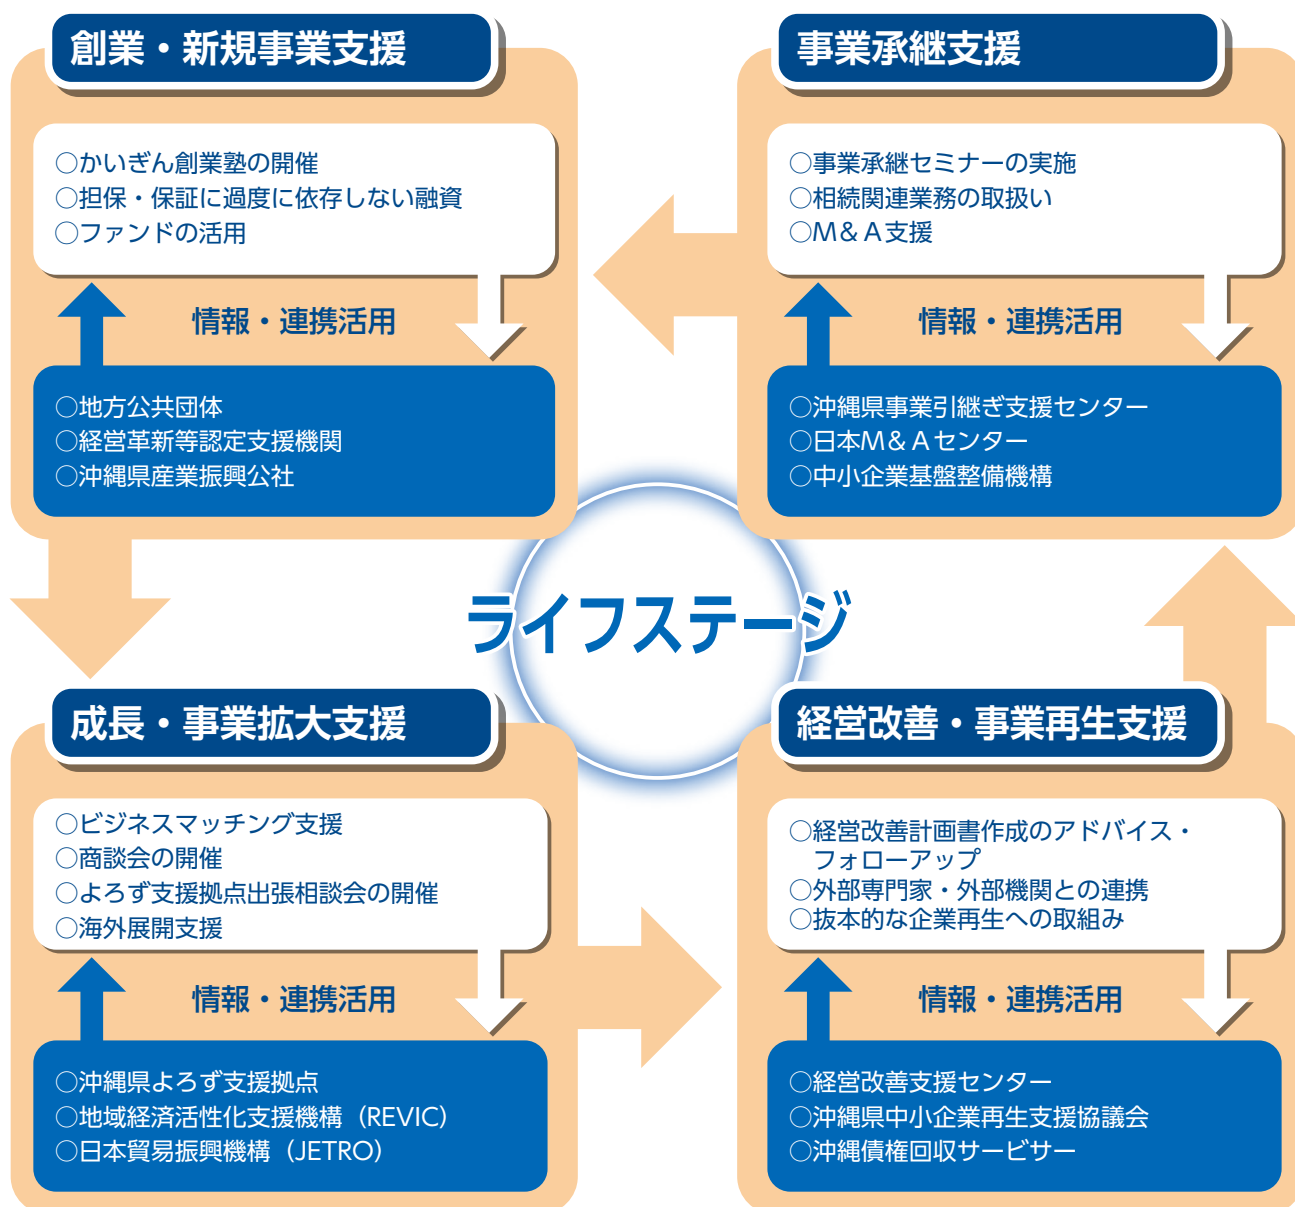 創業・新規事業支援
○かいぎん創業塾の開催
○担保・保証に過度に依存しない融資
○ファンドの活用
情報・連携活用
○地方公共団体
○経営革新等認定支援機関
○沖縄県産業振興公社
事業承継支援
○事業承継セミナーの実施
○相続関連業務の取扱い
○M&A支援
情報・連携活用
○沖縄県事業引継ぎ支援センター
○日本M&Aセンター
○中小企業基盤整備機構
ライフステージ
成長・事業拡大支援
○ビジネスマッチング支援
○商談会の開催
○よろず支援拠点出張相談会の開催
○海外展開支援
情報・連携活用
○沖縄県よろず支援拠点
○地域経済活性化支援機構（REVIC）
○日本貿易振興機構（JETRO）
経営改善・事業再生支援
○経営改善計画書作成のアドバイス・
フォローアップ
○外部専門家・外部機関との連携
○抜本的な企業再生への取組み
情報・連携活用
○経営改善支援センター
○沖縄県中小企業再生支援協議会
○沖縄債権回収サービサー